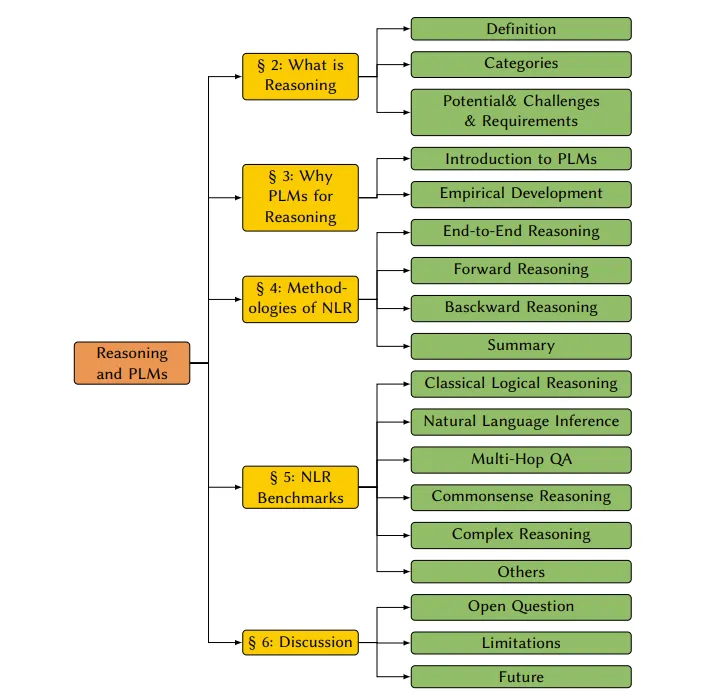 Reasoning
and PLMs
§ 2: What is
Reasoning
Definition
Categories
Potential& Challenges
& Requirements
§ 3: Why
PLMs for
Reasoning
Introduction to PLMs
Empirical Development
§ 4: Method-
ologies of NLR
End-to-End Reasoning
Forward Reasoning
Basckward Reasoning
Summary
§ 5: NLR
Benchmarks
Classical Logical Reasoning
Natural Language Inference
Multi-Hop QA
Commonsense Reasoning
Complex Reasoning
Others
§ 6: Discussion
Open Question
Limitations
Future